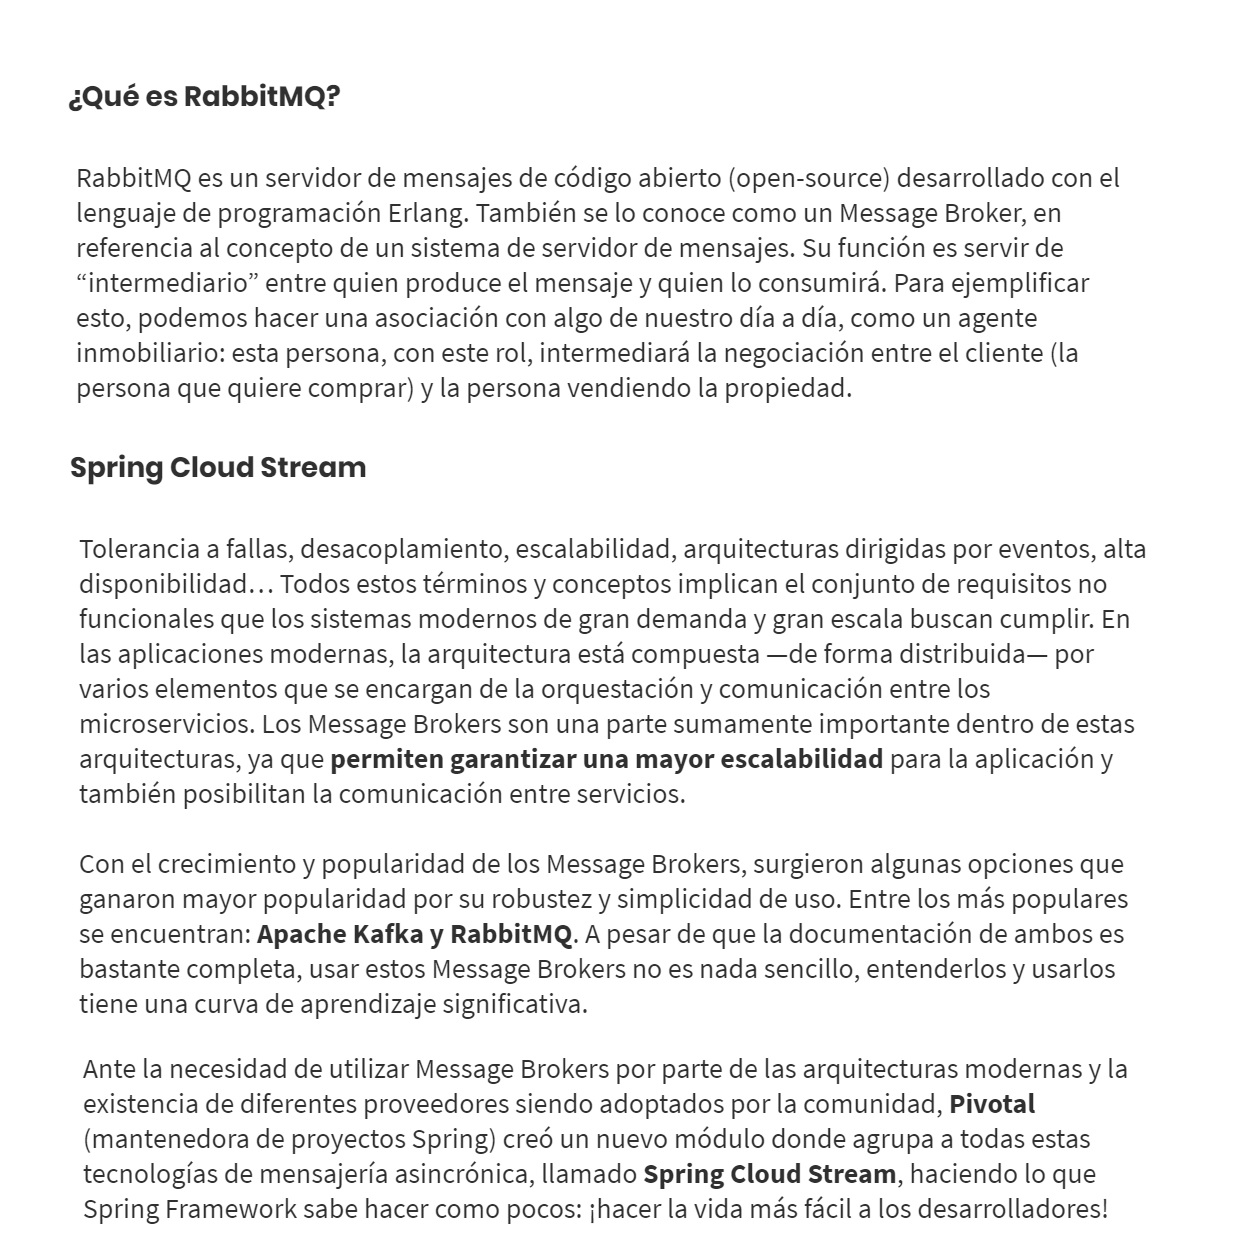 ¿Qué es RabbitMQ?
RabbitMQ es un servidor de mensajes de código abierto (open-source) desarrollado con el
lenguaje de programación Erlang. También se lo conoce como un Message Broker, en
referencia al concepto de un sistema de servidor de mensajes. Su función es servir de
“intermediario” entre quien produce el mensaje y quien lo consumirá. Para ejemplificar
esto, podemos hacer una asociación con algo de nuestro día a día, como un agente
inmobiliario: esta persona, con este rol, intermediará la negociación entre el cliente (la
persona que quiere comprar) y la persona vendiendo la propiedad.
Spring Cloud Stream
Tolerancia a fallas, desacoplamiento, escalabilidad, arquitecturas dirigidas por eventos, alta
disponibilidad… Todos estos términos y conceptos implican el conjunto de requisitos no
funcionales que los sistemas modernos de gran demanda y gran escala buscan cumplir. En
las aplicaciones modernas, la arquitectura está compuesta —de forma distribuida— por
varios elementos que se encargan de la orquestación y comunicación entre los
microservicios. Los Message Brokers son una parte sumamente importante dentro de estas
arquitecturas, ya que permiten garantizar una mayor escalabilidad para la aplicación y
también posibilitan la comunicación entre servicios.
Con el crecimiento y popularidad de los Message Brokers, surgieron algunas opciones que
ganaron mayor popularidad por su robustez y simplicidad de uso. Entre los más populares
se encuentran: Apache Kafka y RabbitMQ. A pesar de que la documentación de ambos es
bastante completa, usar estos Message Brokers no es nada sencillo, entenderlos y usarlos
tiene una curva de aprendizaje significativa.
Ante la necesidad de utilizar Message Brokers por parte de las arquitecturas modernas y la
existencia de diferentes proveedores siendo adoptados por la comunidad, Pivotal
(mantenedora de proyectos Spring) creó un nuevo módulo donde agrupa a todas estas
tecnologías de mensajería asincrónica, llamado Spring Cloud Stream, haciendo lo que
Spring Framework sabe hacer como pocos: ¡hacer la vida más fácil a los desarrolladores!